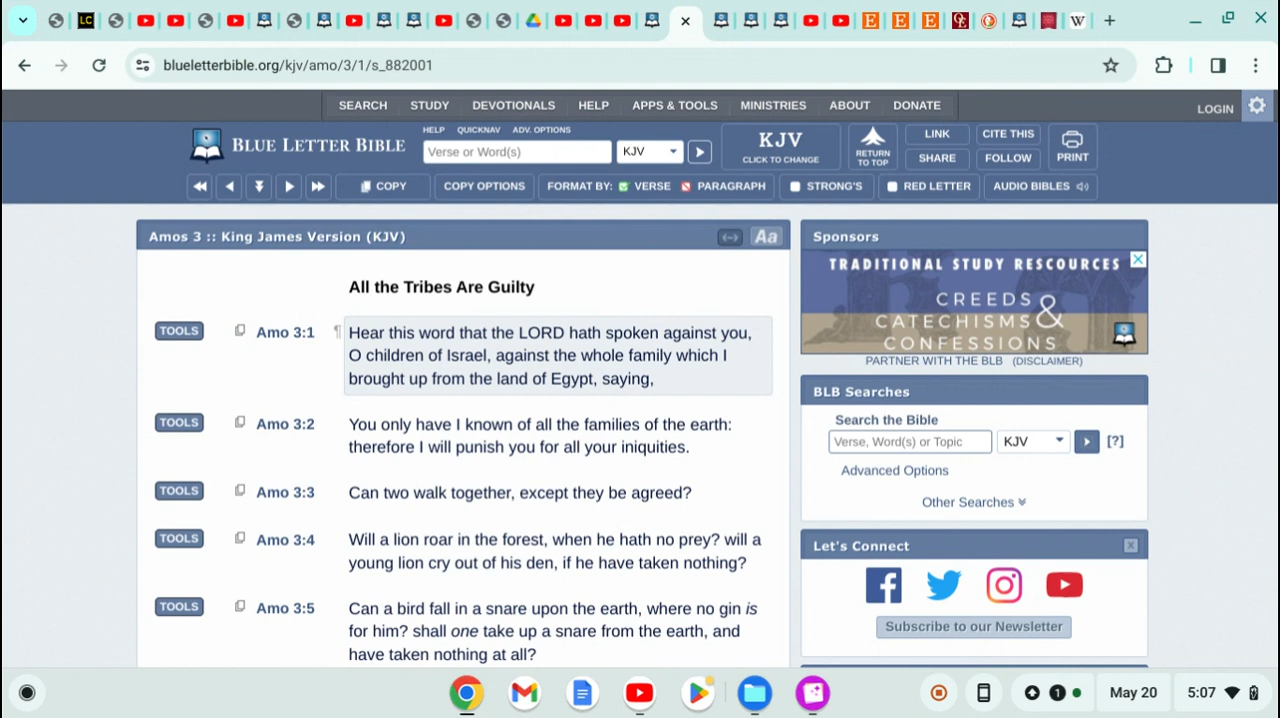 LC
E
E
E
W
blueletterbible.org/kjv/amo/3/1/s_882001
SEARCH STUDY DEVOTIONALS HELP APPS & TOOLS MINISTRIES ABOUT DONATE
LOGIN
BLUE LETTER BIBLE
HELP QUICKNAV ADV. OPTIONS
Verse or Word(s) KJV
KJV
CLICK TO CHANGE
RETURN
TO TOP
LINK CITE THIS
SHARE FOLLOW
PRINT
COPY COPY OPTIONS FORMAT BY: VERSE PARAGRAPH STRONG'S RED LETTER AUDIO BIBLES
Amos 3 :: King James Version (KJV) Aa
All the Tribes Are Guilty
TOOLS Amo 3:1 ¶ Hear this word that the LORD hath spoken against you,
O children of Israel, against the whole family which I
brought up from the land of Egypt, saying,
TOOLS Amo 3:2 You only have I known of all the families of the earth:
therefore I will punish you for all your iniquities.
TOOLS Amo 3:3 Can two walk together, except they be agreed?
TOOLS Amo 3:4 Will a lion roar in the forest, when he hath no prey? will a
young lion cry out of his den, if he have taken nothing?
TOOLS Amo 3:5 Can a bird fall in a snare upon the earth, where no gin is
for him? shall one take up a snare from the earth, and
have taken nothing at all?
Sponsors
TRADITIONAL STUDY RESCOURCES
CREEDS
CATECHISMS &
CONFESSIONS
PARTNER WITH THE BLB (DISCLAIMER)
BLB Searches
Search the Bible
Verse, Word(s) or Topic KJV [?]
Advanced Options
Other Searches
Let's Connect
Subscribe to our Newsletter
1 May 20 5:07